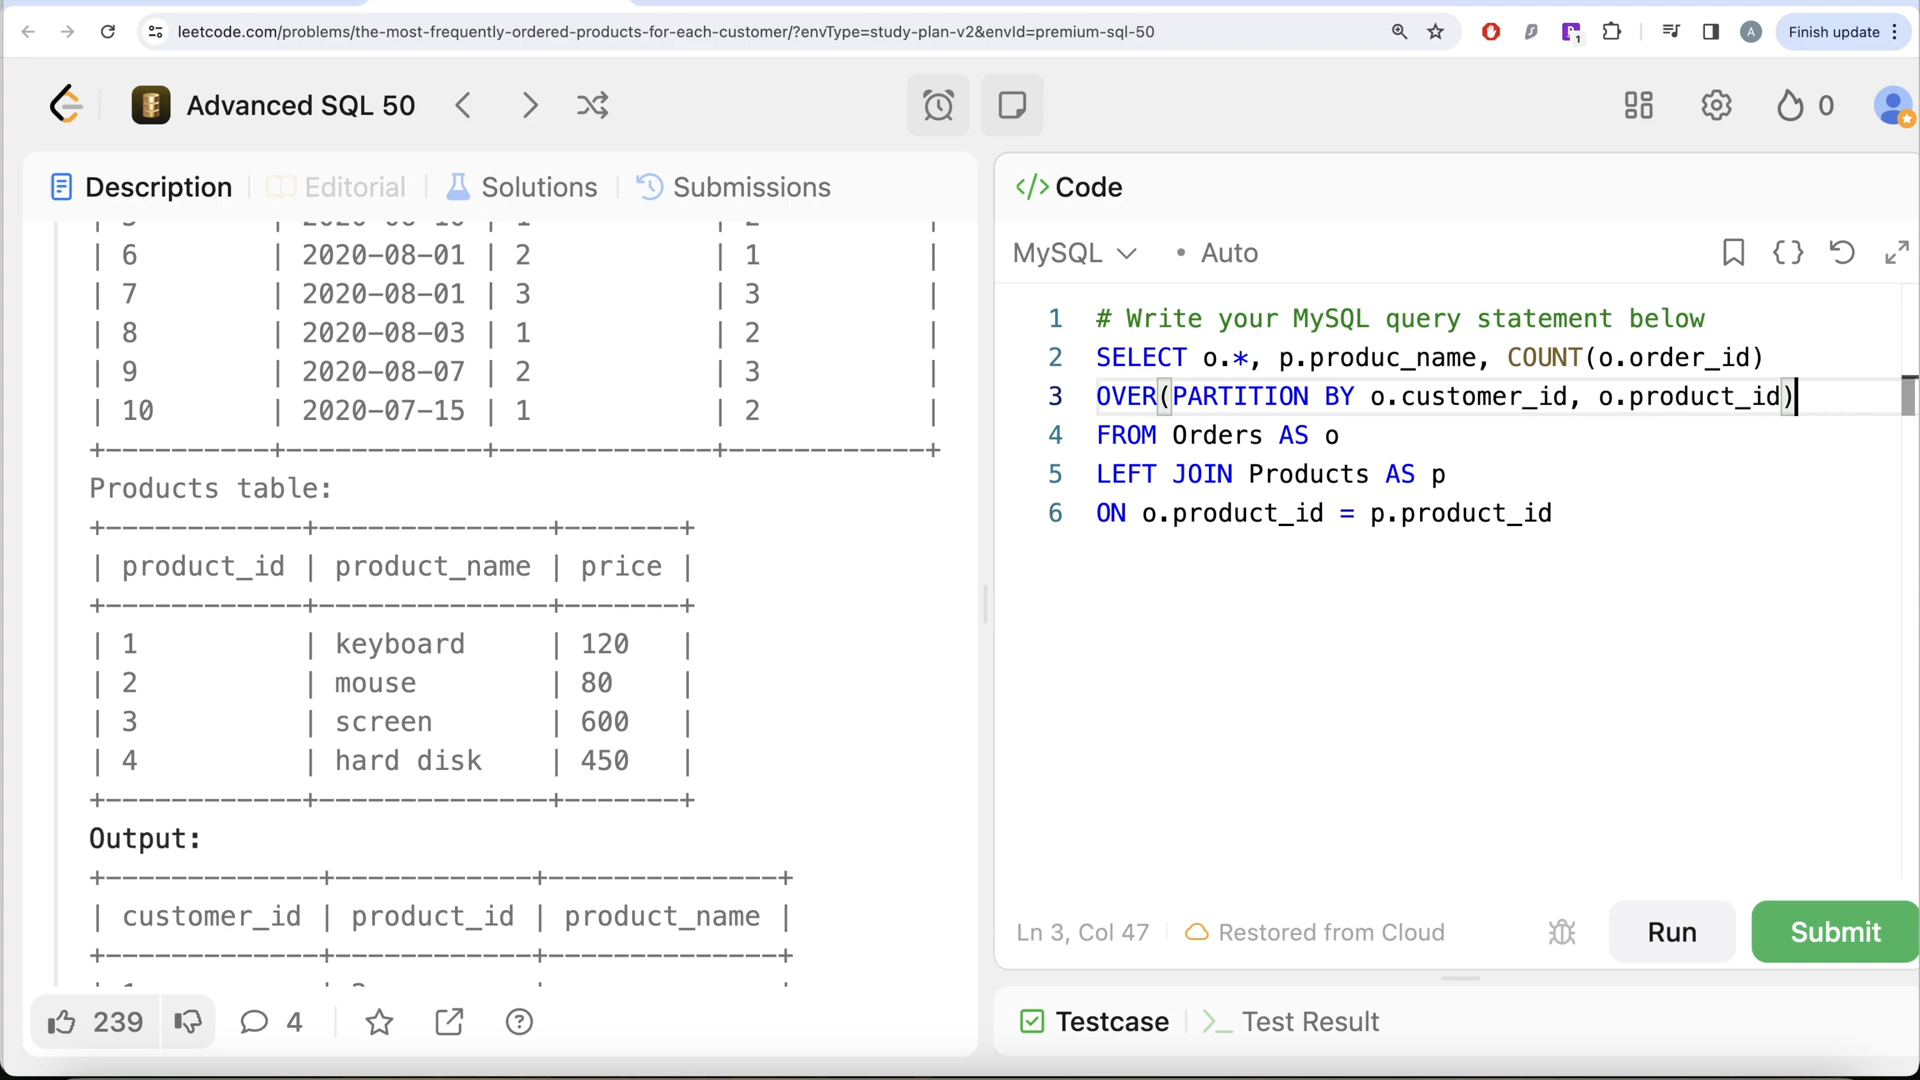 leetcode.com/problems/the-most-frequently-ordered-products-for-each-customer/?envType=study-plan-v2&envId=premium-sql-50
1
A
Finish update
Advanced SQL 50
0
Description
Editorial
Solutions
Submissions
| 6 | 2020-08-01 | 2 | 1 |
| 7 | 2020-08-01 | 3 | 3 |
| 8 | 2020-08-03 | 1 | 2 |
| 9 | 2020-08-07 | 2 | 3 |
| 10 | 2020-07-15 | 1 | 2 |
+------------+------------+-------------+------------+
Products table:
+------------+--------------+-------+
| product_id | product_name | price |
+------------+--------------+-------+
| 1 | keyboard | 120 |
| 2 | mouse | 80 |
| 3 | screen | 600 |
| 4 | hard disk | 450 |
+------------+--------------+-------+
Output:
+-------------+------------+--------------+
| customer_id | product_id | product_name |
+-------------+------------+--------------+
239
4
</> Code
MySQL
• Auto
1 # Write your MySQL query statement below
2 SELECT o.*, p.produc_name, COUNT(o.order_id)
3 OVER(PARTITION BY o.customer_id, o.product_id)
4 FROM Orders AS o
5 LEFT JOIN Products AS p
6 ON o.product_id = p.product_id
Ln 3, Col 47
Restored from Cloud
Run
Submit
Testcase
Test Result